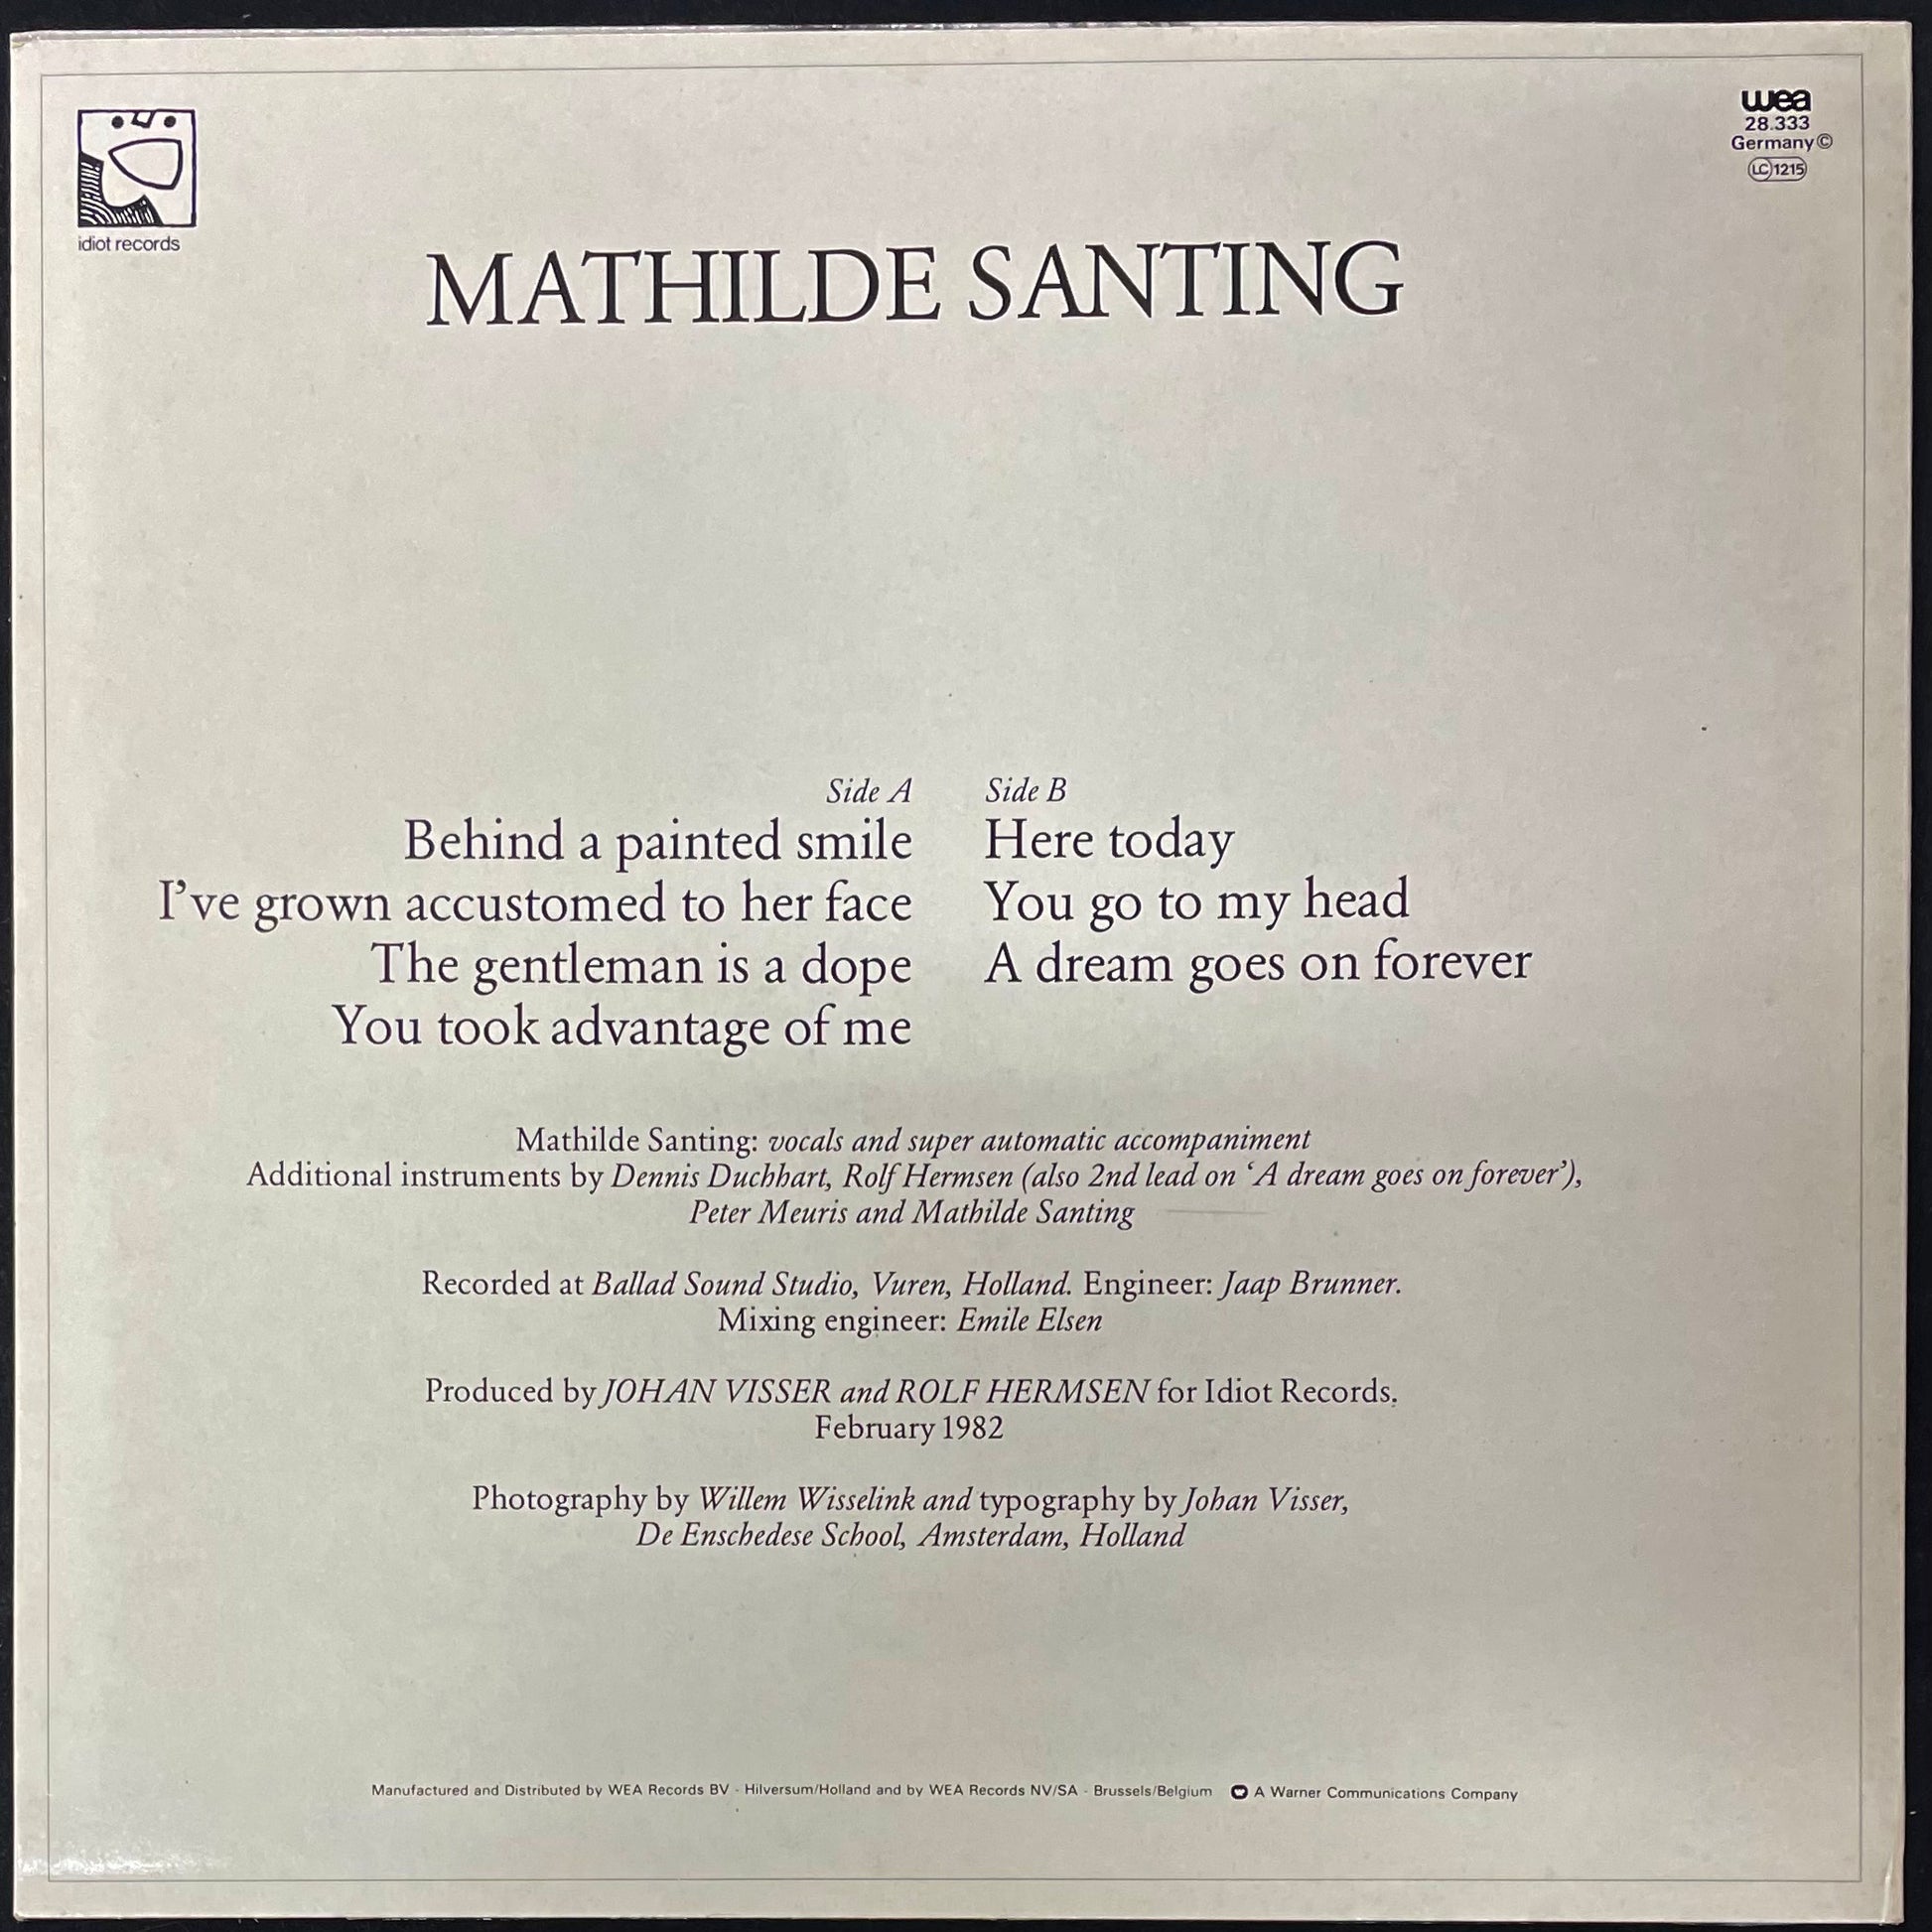 idiot records
wea
28.333
Germany ©
LC 1215
MATHILDE SANTING
Side A
Behind a painted smile
I've grown accustomed to her face
The gentleman is a dope
You took advantage of me
Side B
Here today
You go to my head
A dream goes on forever
Mathilde Santing: vocals and super automatic accompaniment
Additional instruments by Dennis Duchhart, Rolf Hermsen (also 2nd lead on ‘A dream goes on forever’),
Peter Meuris and Mathilde Santing
Recorded at Ballad Sound Studio, Vuren, Holland. Engineer: Jaap Brunner.
Mixing engineer: Emile Elsen
Produced by JOHAN VISSER and ROLF HERMSEN for Idiot Records.
February 1982
Photography by Willem Wisselink and typography by Johan Visser,
De Enschedese School, Amsterdam, Holland
Manufactured and Distributed by WEA Records BV - Hilversum/Holland and by WEA Records NV/SA - Brussels/Belgium A Warner Communications Company